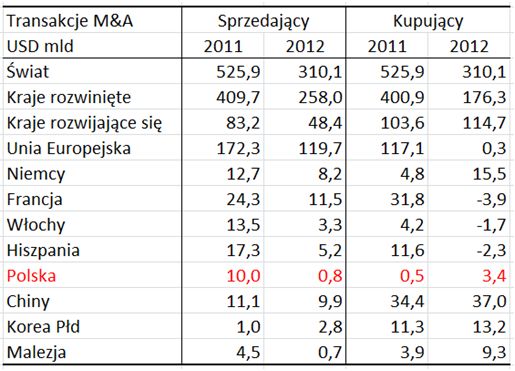 Transakcje M&A Sprzedający Kupujący
USD mld 2011 2012 2011 2012
Świat 525,9 310,1 525,9 310,1
Kraje rozwinięte 409,7 258,0 400,9 176,3
Kraje rozwijające się 83,2 48,4 103,6 114,7
Unia Europejska 172,3 119,7 117,1 0,3
Niemcy 12,7 8,2 4,8 15,5
Francja 24,3 11,5 31,8 -3,9
Włochy 13,5 3,3 4,2 -1,7
Hiszpania 17,3 5,2 11,6 -2,3
Polska 10,0 0,8 0,5 3,4
Chiny 11,1 9,9 34,4 37,0
Korea Płd 1,0 2,8 11,3 13,2
Malezja 4,5 0,7 3,9 9,3